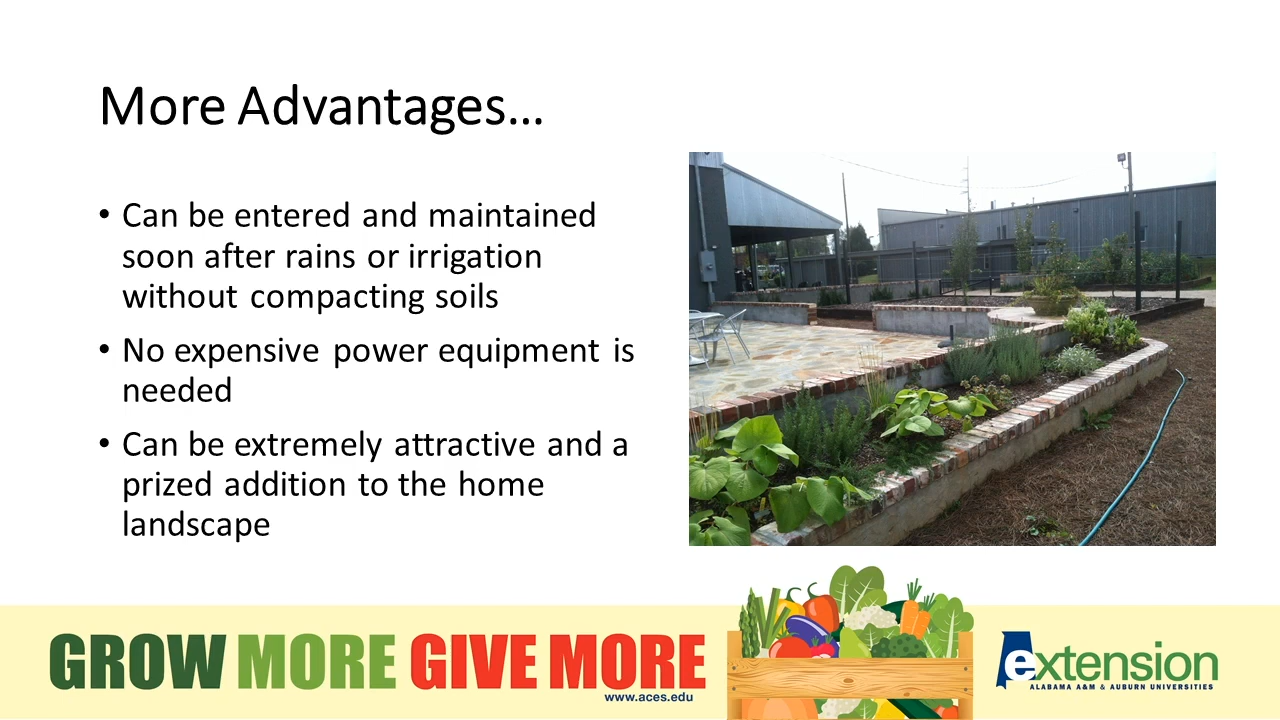 More Advantages...
• Can be entered and maintained
soon after rains or irrigation
without compacting soils
• No expensive power equipment is
needed
• Can be extremely attractive and a
prized addition to the home
landscape
GROW MORE GIVE MORE
www.aces.edu
extension
ALABAMA A&M & AUBURN UNIVERSITIES